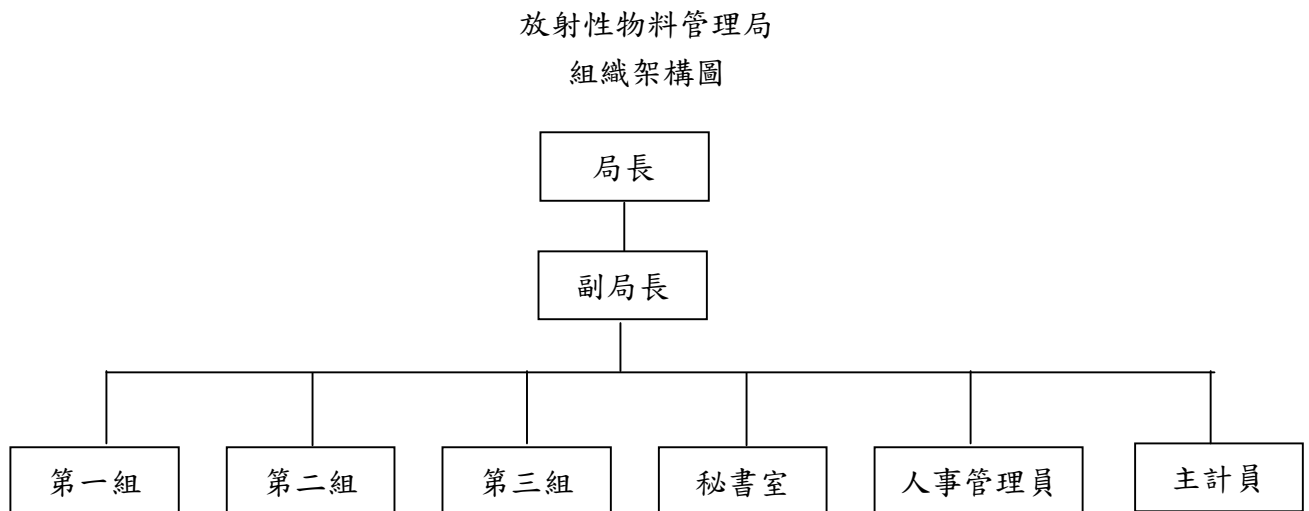 放射性物料管理局
組織架構圖
局長
副局長
第一組
第二組
第三組
秘書室
人事管理員
主計員